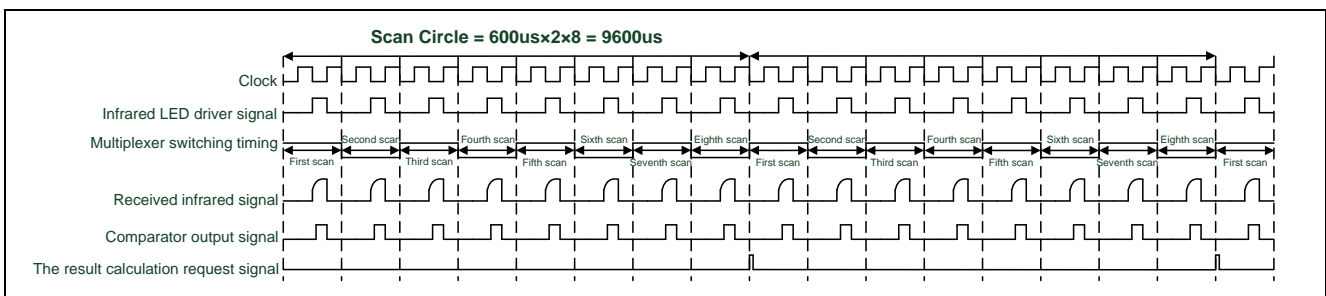 Scan Circle = 600us×2×8 = 9600us
Clock
Infrared LED driver signal
Multiplexer switching timing
Second scan Fourth scan Sixth scan Eighth scan Second scan Fourth scan Sixth scan Eighth scan
First scan Third scan Fifth scan Seventh scan First scan Third scan Fifth scan Seventh scan First scan
Received infrared signal
Comparator output signal
The result calculation request signal